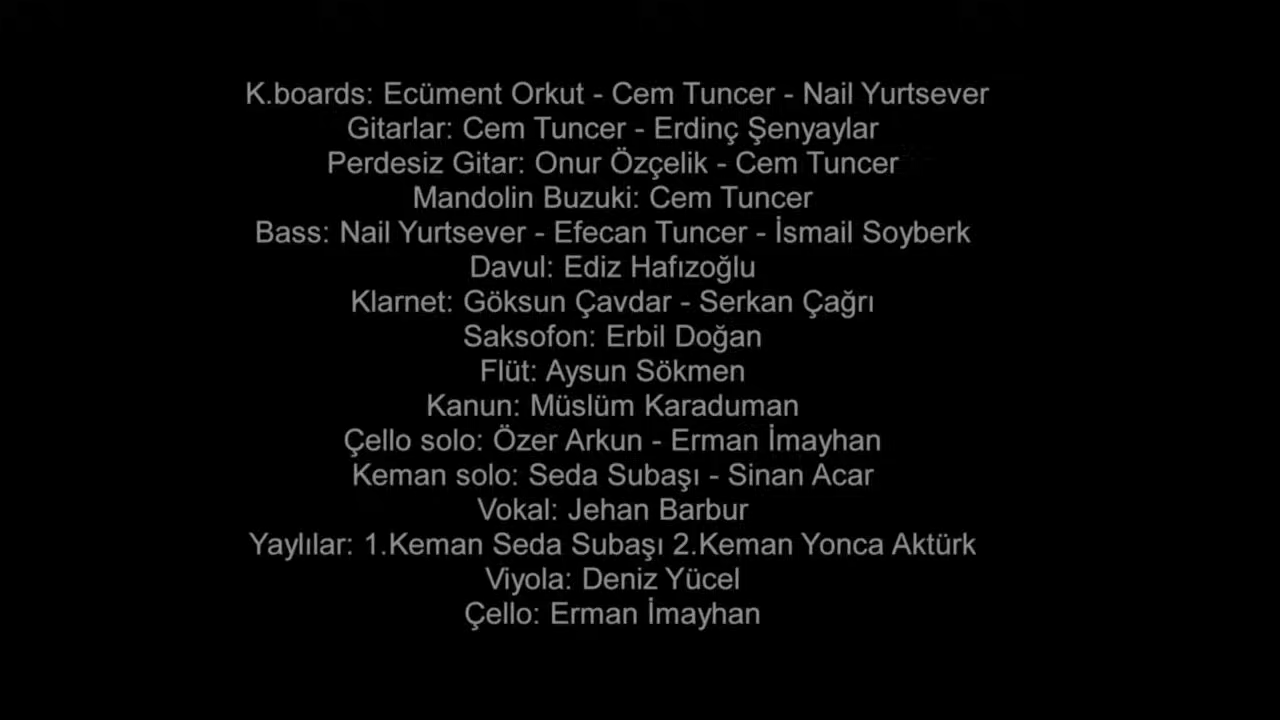 K.boards: Ecüment Orkut - Cem Tuncer - Nail Yurtsever
Gitarlar: Cem Tuncer - Erdinç Şenyaylar
Perdesiz Gitar: Onur Özçelik - Cem Tuncer
Mandolin Buzuki: Cem Tuncer
Bass: Nail Yurtsever - Efecan Tuncer - İsmail Soyberk
Davul: Ediz Hafızoğlu
Klarnet: Göksun Çavdar - Serkan Çağrı
Saksofon: Erbil Doğan
Flüt: Aysun Sökmen
Kanun: Müslüm Karaduman
Çello solo: Özer Arkun - Erman İmayhan
Keman solo: Seda Subaşı - Sinan Acar
Vokal: Jehan Barbur
Yaylılar: 1.Keman Seda Subaşı 2.Keman Yonca Aktürk
Viyola: Deniz Yücel
Çello: Erman İmayhan